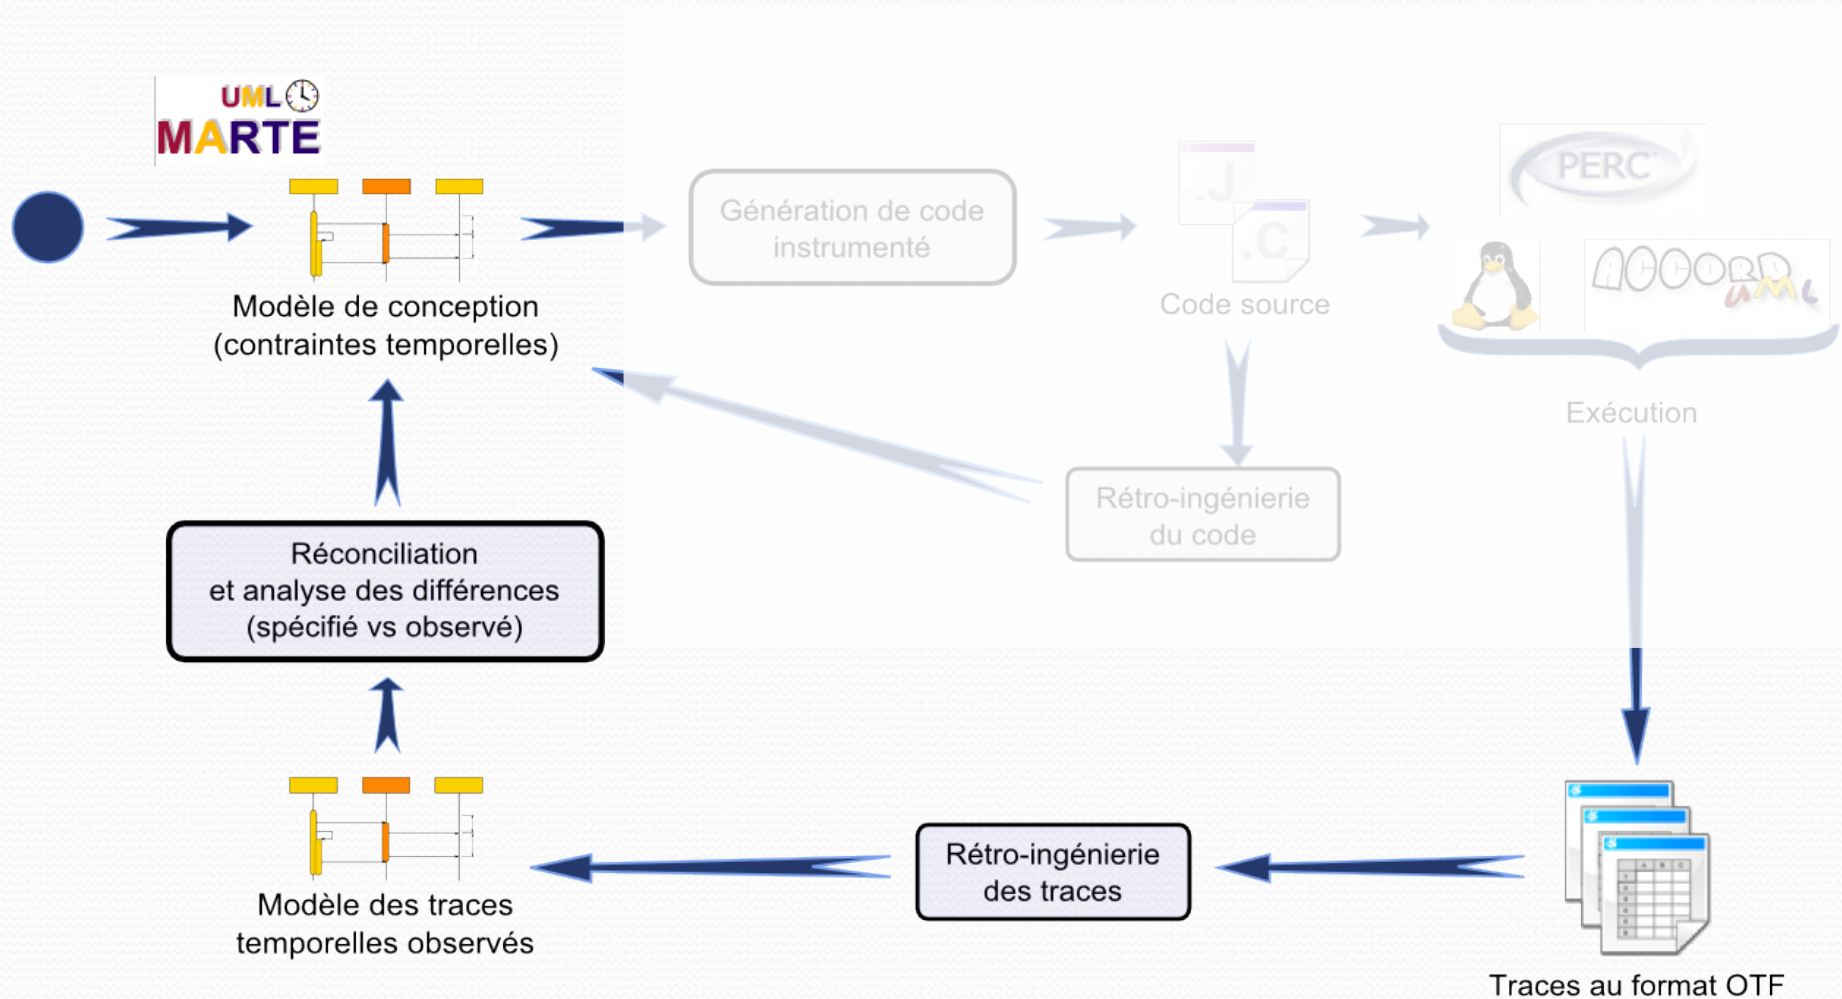 UML
MARTE
Modèle de conception
(contraintes temporelles)
Génération de code
instrumenté
.J
.C
Code source
PERC
ACCORD
UML
Exécution
Rétro-ingénierie
du code
Réconciliation
et analyse des différences
(spécifié vs observé)
Modèle des traces
temporelles observés
Rétro-ingénierie
des traces
A B C
Traces au format OTF